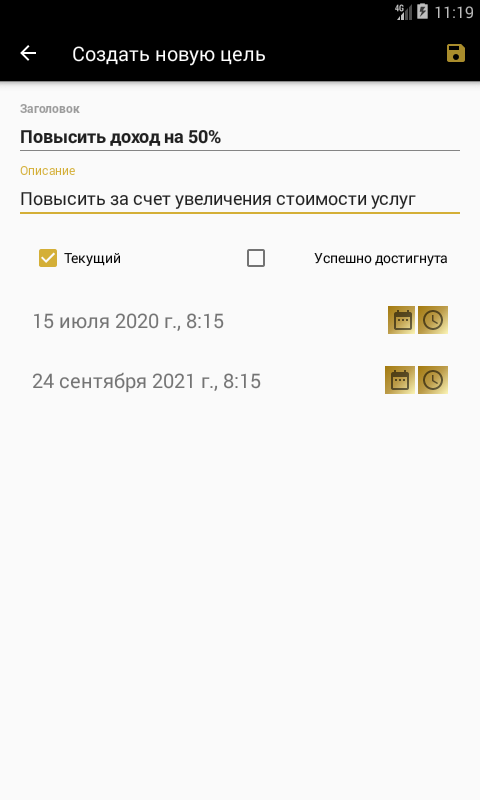 4G 11:19
Создать новую цель
Заголовок
Повысить доход на 50%
Описание
Повысить за счет увеличения стоимости услуг
Текущий Успешно достигнута
15 июля 2020 г., 8:15
24 сентября 2021 г., 8:15